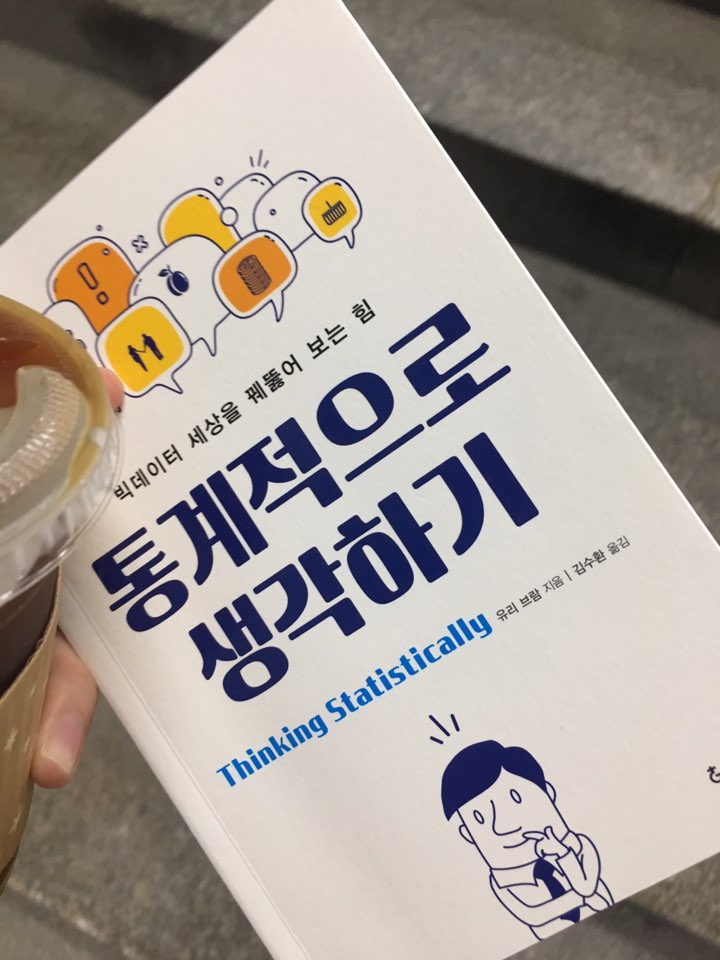 빅데이터 세상을 꿰뚫어 보는 힘
통계적으로
생각하기
Thinking Statistically
유리 브람 지음 | 김수환 옮김